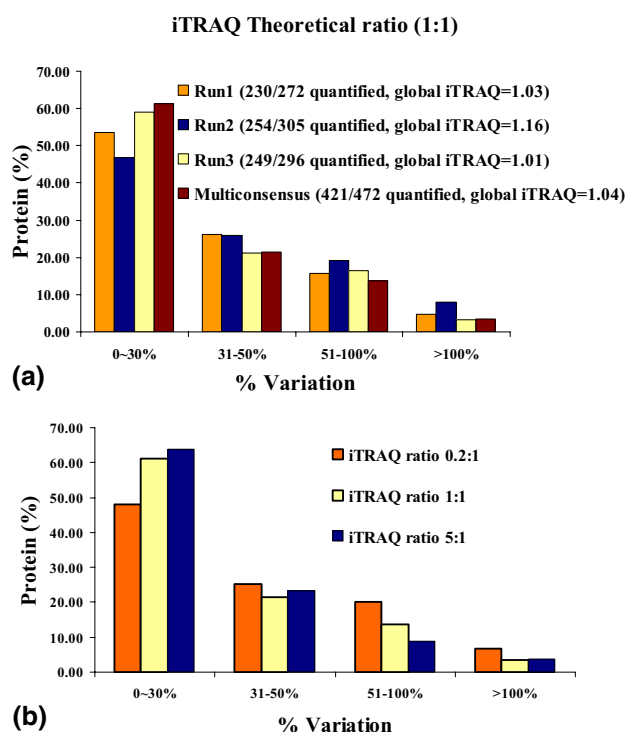 iTRAQ Theoretical ratio (1:1)
70.00
60.00
50.00
40.00
30.00
20.00
10.00
0.00
Protein (%)
Run1 (230/272 quantified, global iTRAQ=1.03)
Run2 (254/305 quantified, global iTRAQ=1.16)
Run3 (249/296 quantified, global iTRAQ=1.01)
Multiconsensus (421/472 quantified, global iTRAQ=1.04)
0~30% 31-50% 51-100% >100%
(a)
% Variation
70.00
60.00
50.00
40.00
30.00
20.00
10.00
0.00
Protein (%)
iTRAQ ratio 0.2:1
iTRAQ ratio 1:1
iTRAQ ratio 5:1
0~30% 31-50% 51-100% >100%
(b)
% Variation